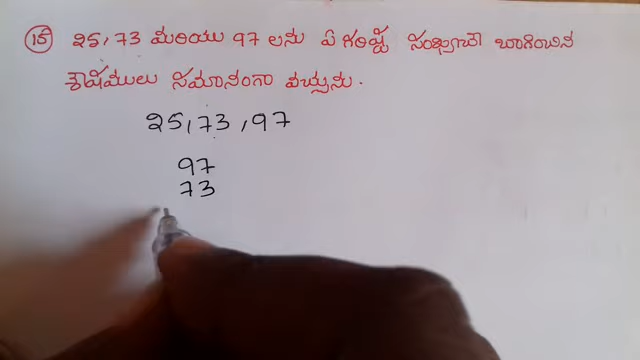 15 25,73 మరియు 97 లను ఏ గరిష్ట సంఖ్యచే బాగించిన
శేషములు సమానంగా వచ్చును.
25,73,97
97
73